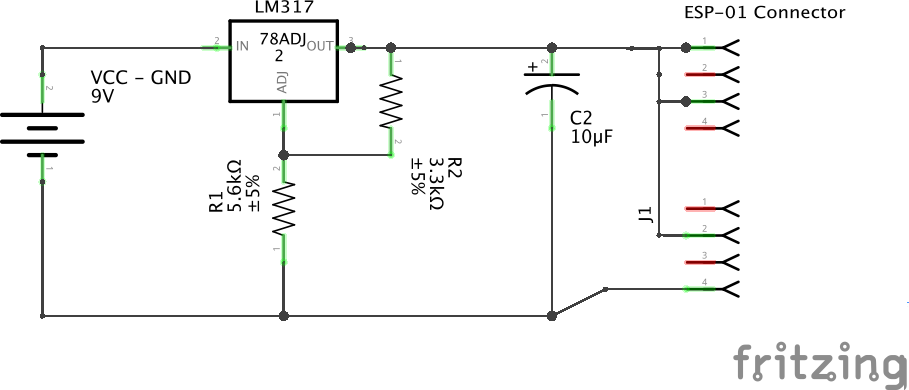 LM317
ESP-01 Connector
2
IN
78ADJ
OUT
3
2
ADJ
1
VCC - GND
9V
2
1
1
2
R2
3.3kΩ
±5%
2
R1
5.6kΩ
±5%
1
+
2
C2
10µF
1
1
2
3
4
J1
1
2
3
4
fritzing